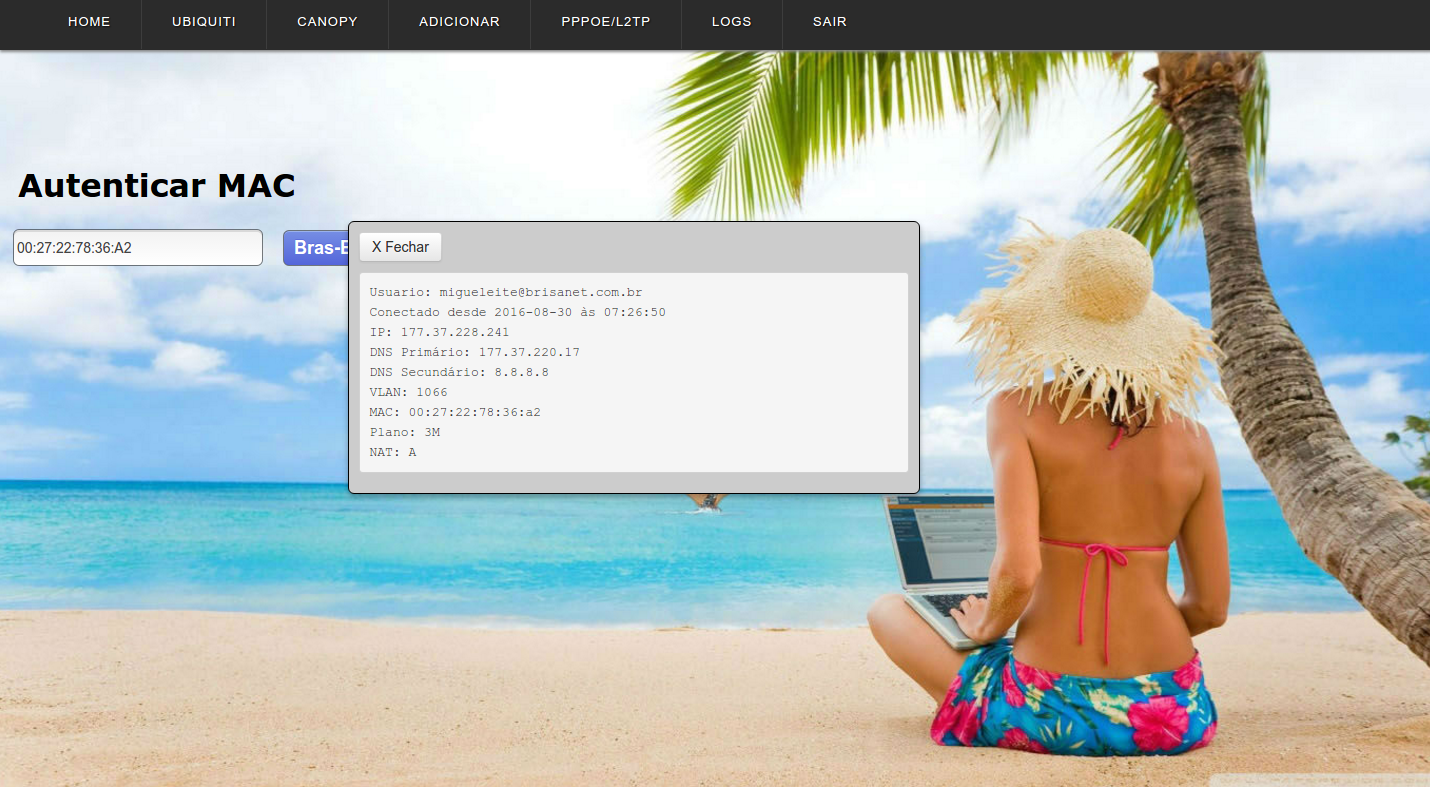 HOME UBIQUITI CANOPY ADICIONAR PPPOE/L2TP LOGS SAIR
Autenticar MAC
00:27:22:78:36:A2
Bras-E
X Fechar
Usuario: migueleite@brisanet.com.br
Conectado desde 2016-08-30 às 07:26:50
IP: 177.37.228.241
DNS Primário: 177.37.220.17
DNS Secundário: 8.8.8.8
VLAN: 1066
MAC: 00:27:22:78:36:a2
Plano: 3M
NAT: A